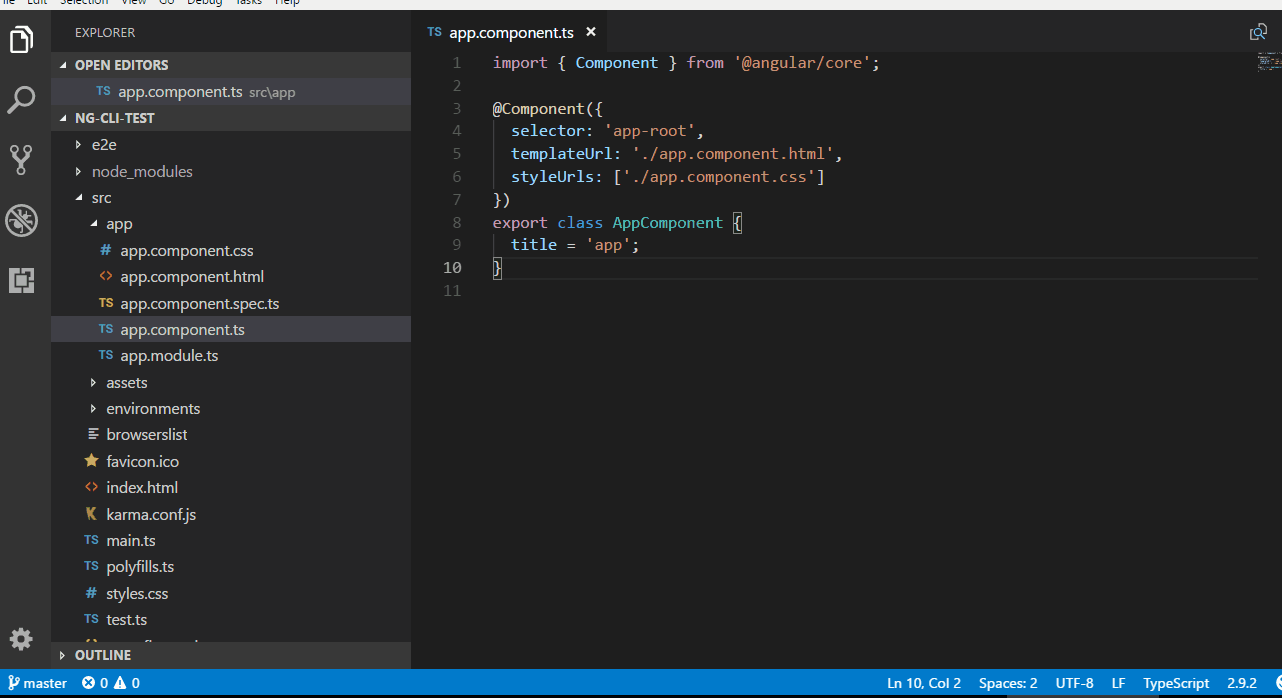 File Edit Selection View Go Debug Tasks Help
EXPLORER
OPEN EDITORS
TS app.component.ts src\app
NG-CLI-TEST
e2e
node_modules
src
app
# app.component.css
<> app.component.html
TS app.component.spec.ts
TS app.component.ts
TS app.module.ts
assets
environments
browserslist
favicon.ico
<> index.html
K karma.conf.js
TS main.ts
TS polyfills.ts
# styles.css
TS test.ts
OUTLINE
TS app.component.ts ×
1 import { Component } from '@angular/core';
2
3 @Component({
4 selector: 'app-root',
5 templateUrl: './app.component.html',
6 styleUrls: ['./app.component.css']
7 })
8 export class AppComponent {
9 title = 'app';
10 }
11
master 0 0 Ln 10, Col 2 Spaces: 2 UTF-8 LF TypeScript 2.9.2